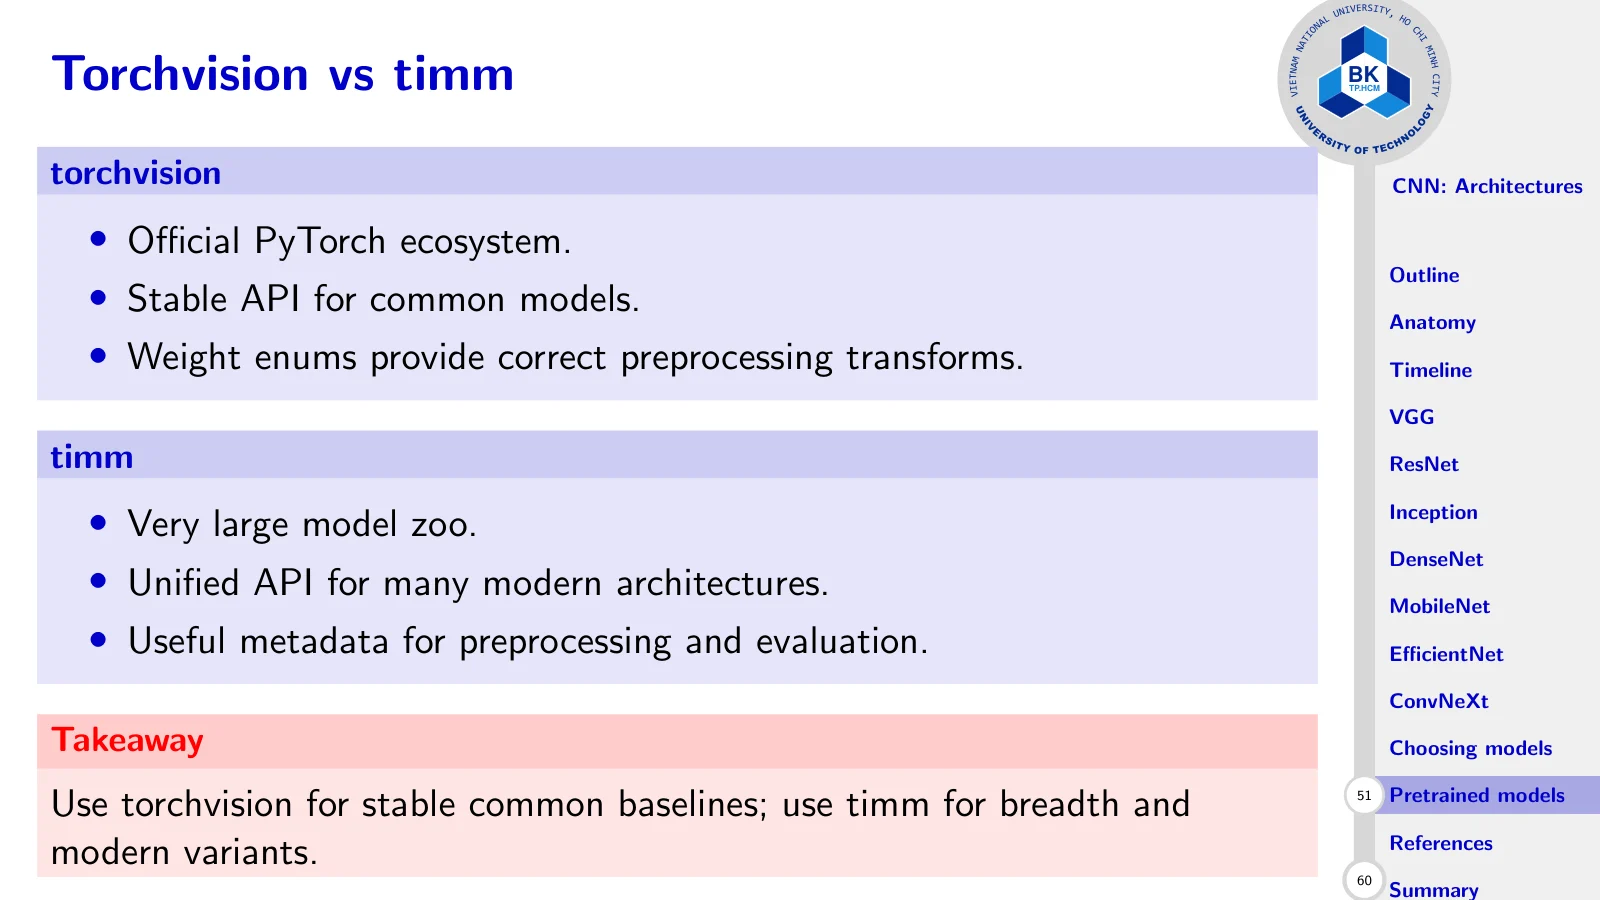 Torchvision vs timm
torchvision
• Official PyTorch ecosystem.
• Stable API for common models.
• Weight enums provide correct preprocessing transforms.
timm
• Very large model zoo.
• Unified API for many modern architectures.
• Useful metadata for preprocessing and evaluation.
Takeaway
Use torchvision for stable common baselines; use timm for breadth and
modern variants.
VIETNAM NATIONAL UNIVERSITY, HO CHI MINH CITY
BK
TP.HCM
UNIVERSITY OF TECHNOLOGY
CNN: Architectures
Outline
Anatomy
Timeline
VGG
ResNet
Inception
DenseNet
MobileNet
EfficientNet
ConvNeXt
Choosing models
51 Pretrained models
References
60
Summary